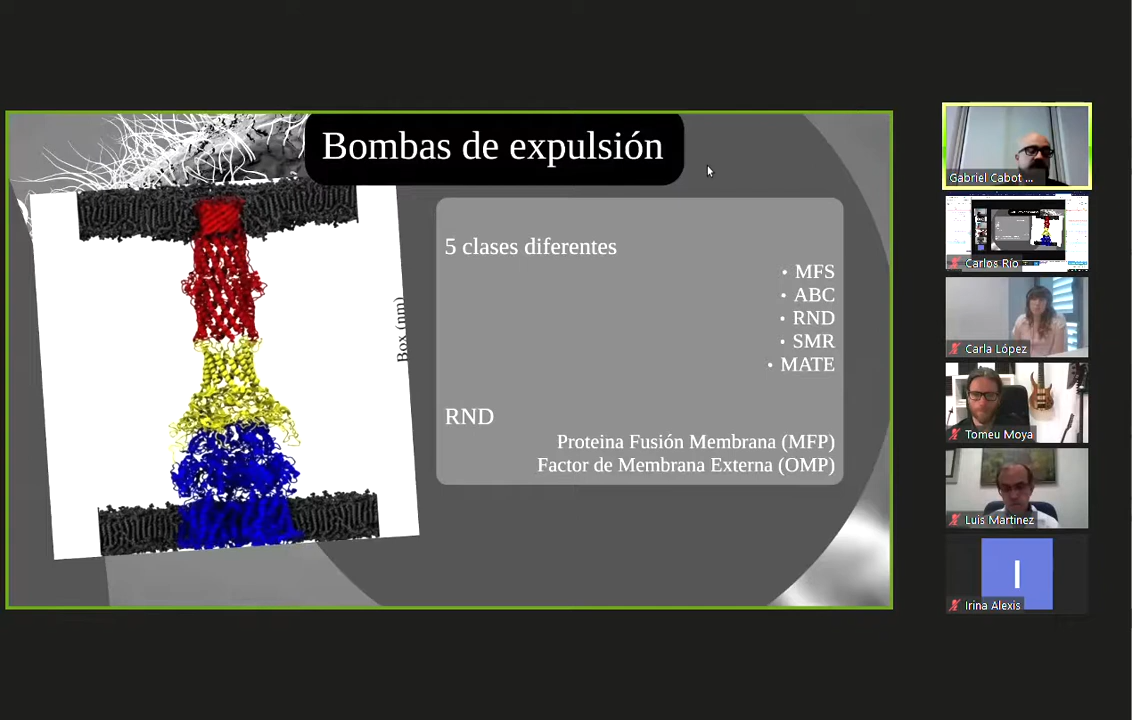 Bombas de expulsión
5 clases diferentes
• MFS
• ABC
• RND
• SMR
• MATE
RND
Proteina Fusión Membrana (MFP)
Factor de Membrana Externa (OMP)
Box (nm)
Gabriel Cabot ...
Carlos Río
Carla López
Tomeu Moya
Luis Martinez
I
Irina Alexis